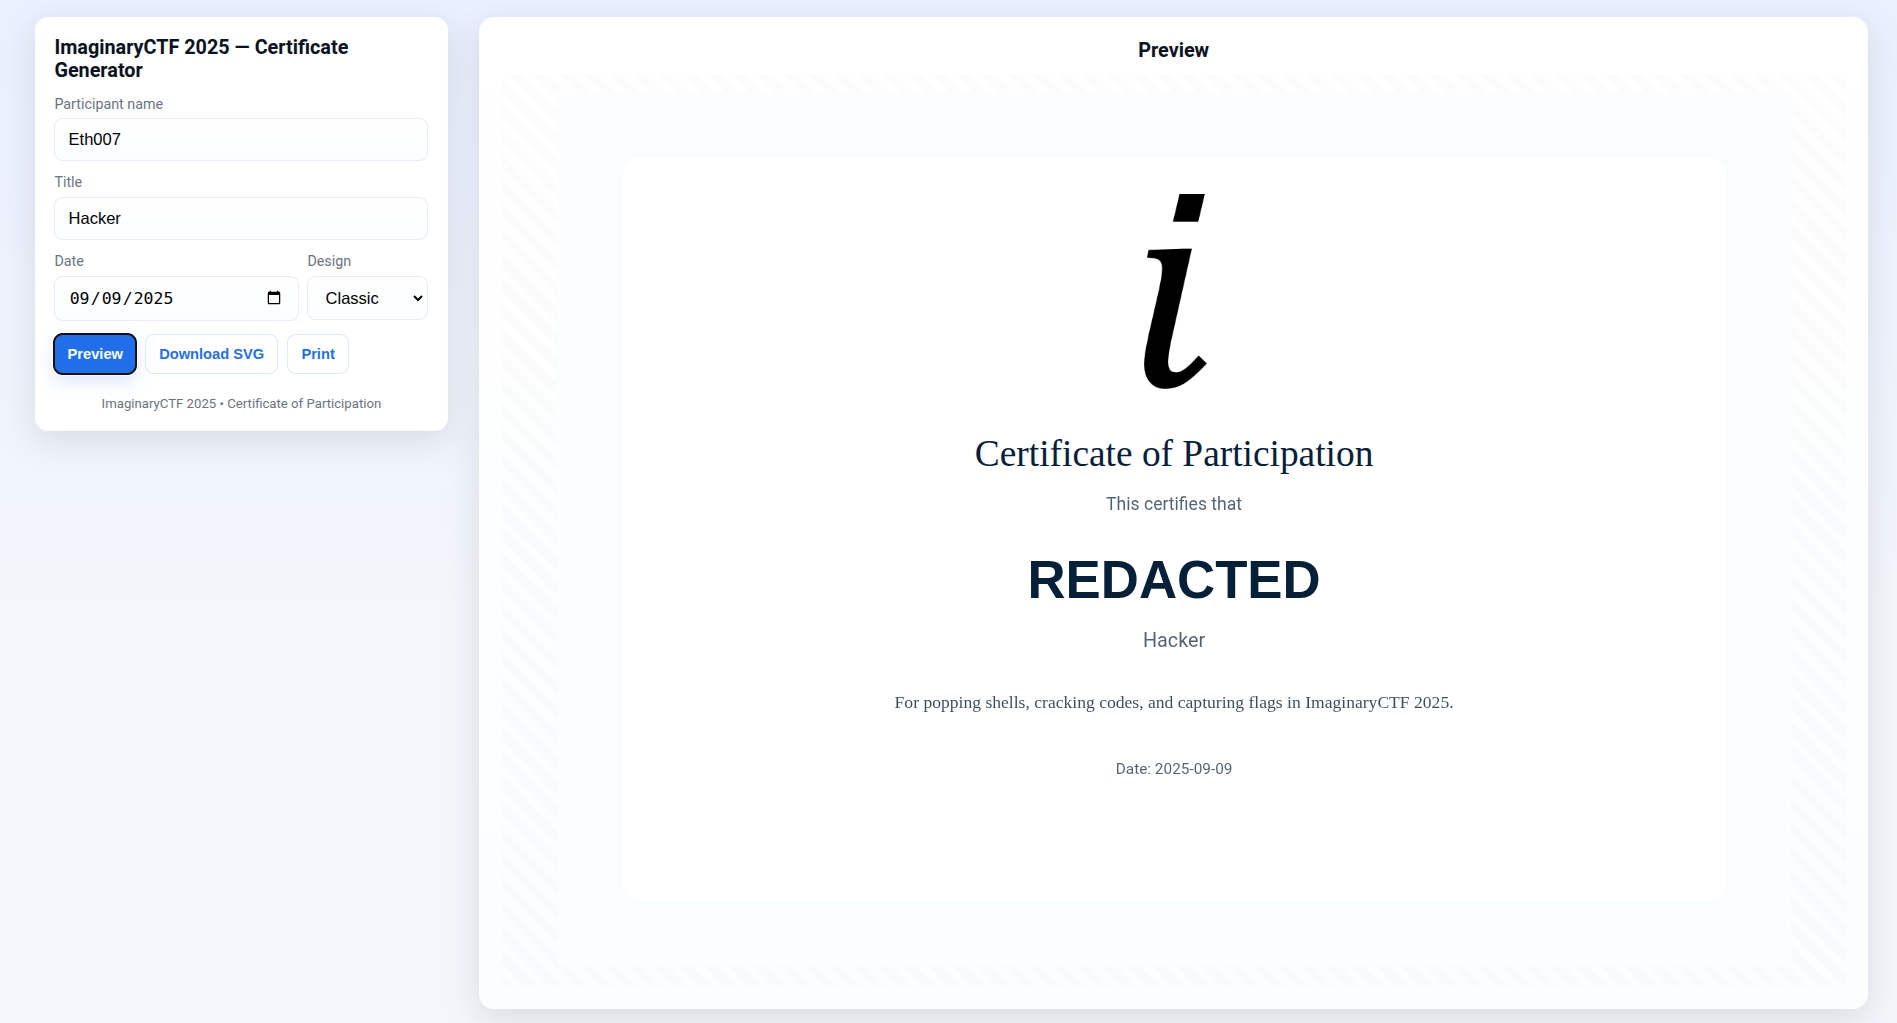 ImaginaryCTF 2025 — Certificate
Generator
Participant name
Eth007
Title
Hacker
Date
Design
09/09/2025
Classic
Preview
Download SVG
Print
ImaginaryCTF 2025 • Certificate of Participation
Preview
i
Certificate of Participation
This certifies that
REDACTED
Hacker
For popping shells, cracking codes, and capturing flags in ImaginaryCTF 2025.
Date: 2025-09-09